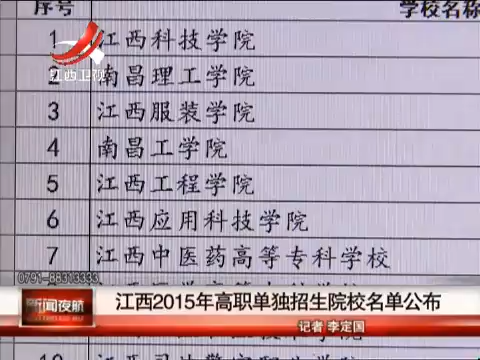 序号 学校名称
1 江西科技学院
江西卫视
2 南昌理工学院
3 江西服装学院
4 南昌工学院
5 江西工程学院
6 江西应用科技学院
7 江西中医药高等专科学校
0791-88313333
新闻夜航
江西2015年高职单独招生院校名单公布
记者 李定国